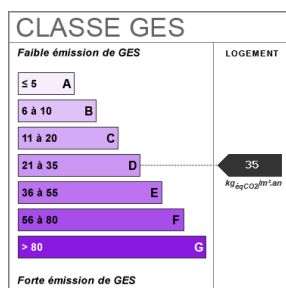 CLASSE GES
Faible émission de GES
LOGEMENT
≤ 5 A
6 à 10 B
11 à 20 C
21 à 35 D
35
kgéqCO2/m².an
36 à 55 E
56 à 80 F
> 80 G
Forte émission de GES